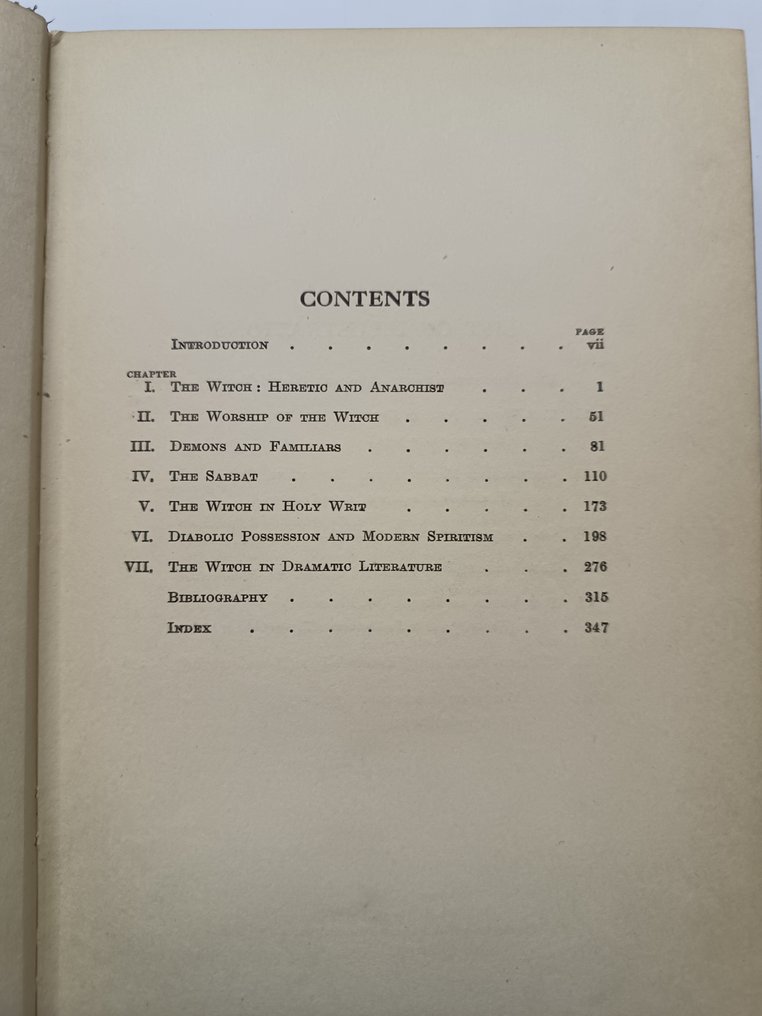 CONTENTS
PAGE
INTRODUCTION . . . . . . . . vii
CHAPTER
I. THE WITCH : HERETIC AND ANARCHIST . . . 1
II. THE WORSHIP OF THE WITCH . . . . . 51
III. DEMONS AND FAMILIARS . . . . . . 81
IV. THE SABBAT . . . . . . . . 110
V. THE WITCH IN HOLY WRIT . . . . . 173
VI. DIABOLIC POSSESSION AND MODERN SPIRITISM . . 198
VII. THE WITCH IN DRAMATIC LITERATURE . . . 276
BIBLIOGRAPHY . . . . . . . . 315
INDEX . . . . . . . . . 347